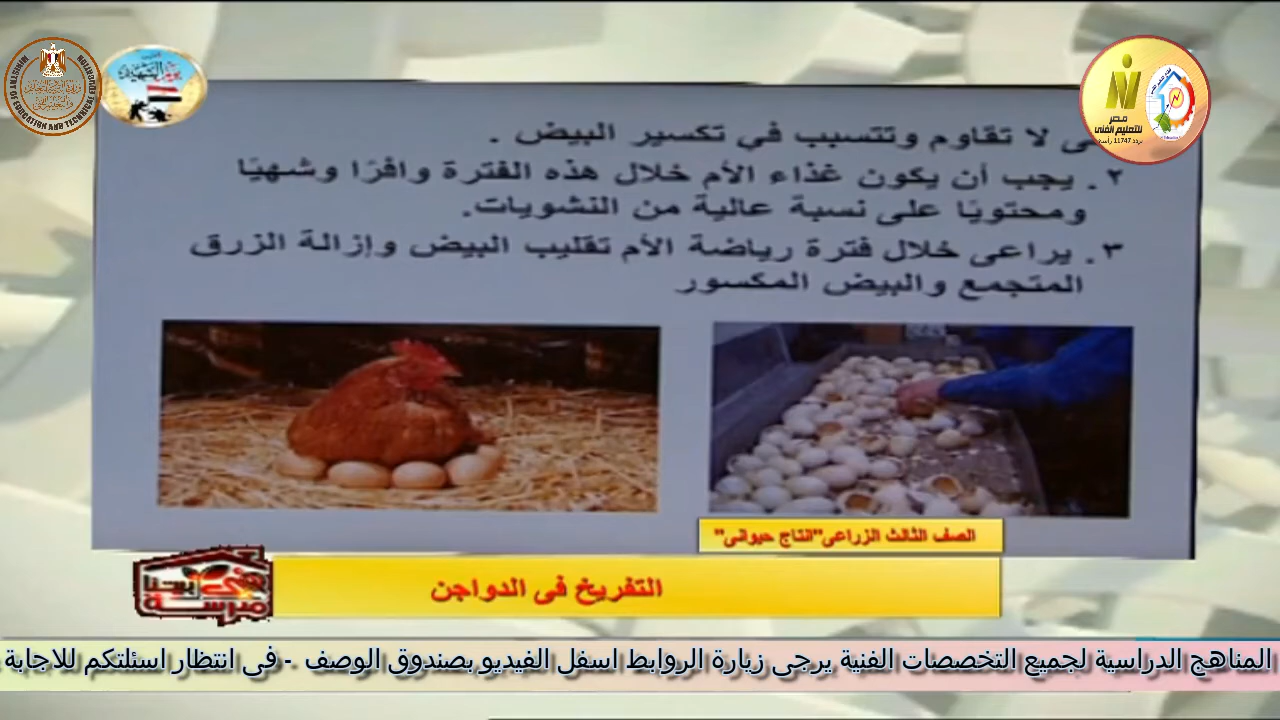 لا تقاوم وتتسبب في تكسير البيض .
٢. يجب أن يكون غذاء الأم خلال هذه الفترة وافرًا وشهيًا
ومحتويًا على نسبة عالية من النشويات.
٣. يراعى خلال فترة رياضة الأم تقليب البيض وإزالة الزرق
المتجمع والبيض المكسور
مصر
للتعليم الفنى
بتردد 11747 رأسية
الصف الثالث الزراعى"انتاج حيوانى"
التفريخ فى الدواجن
المناهج الدراسية لجميع التخصصات الفنية يرجى زيارة الروابط اسفل الفيديو بصندوق الوصف .- فى انتظار اسئلتكم للاجابة